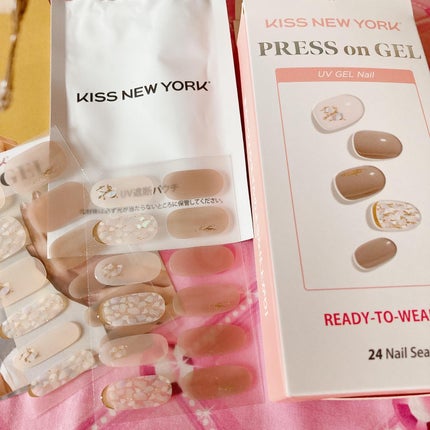 KISS NEW YORK
UV遮断パウチ
KISS NEW YORK
PRESS on GEL
UV GEL Nail
READY-TO-WEA
24 Nail Sea
GEL